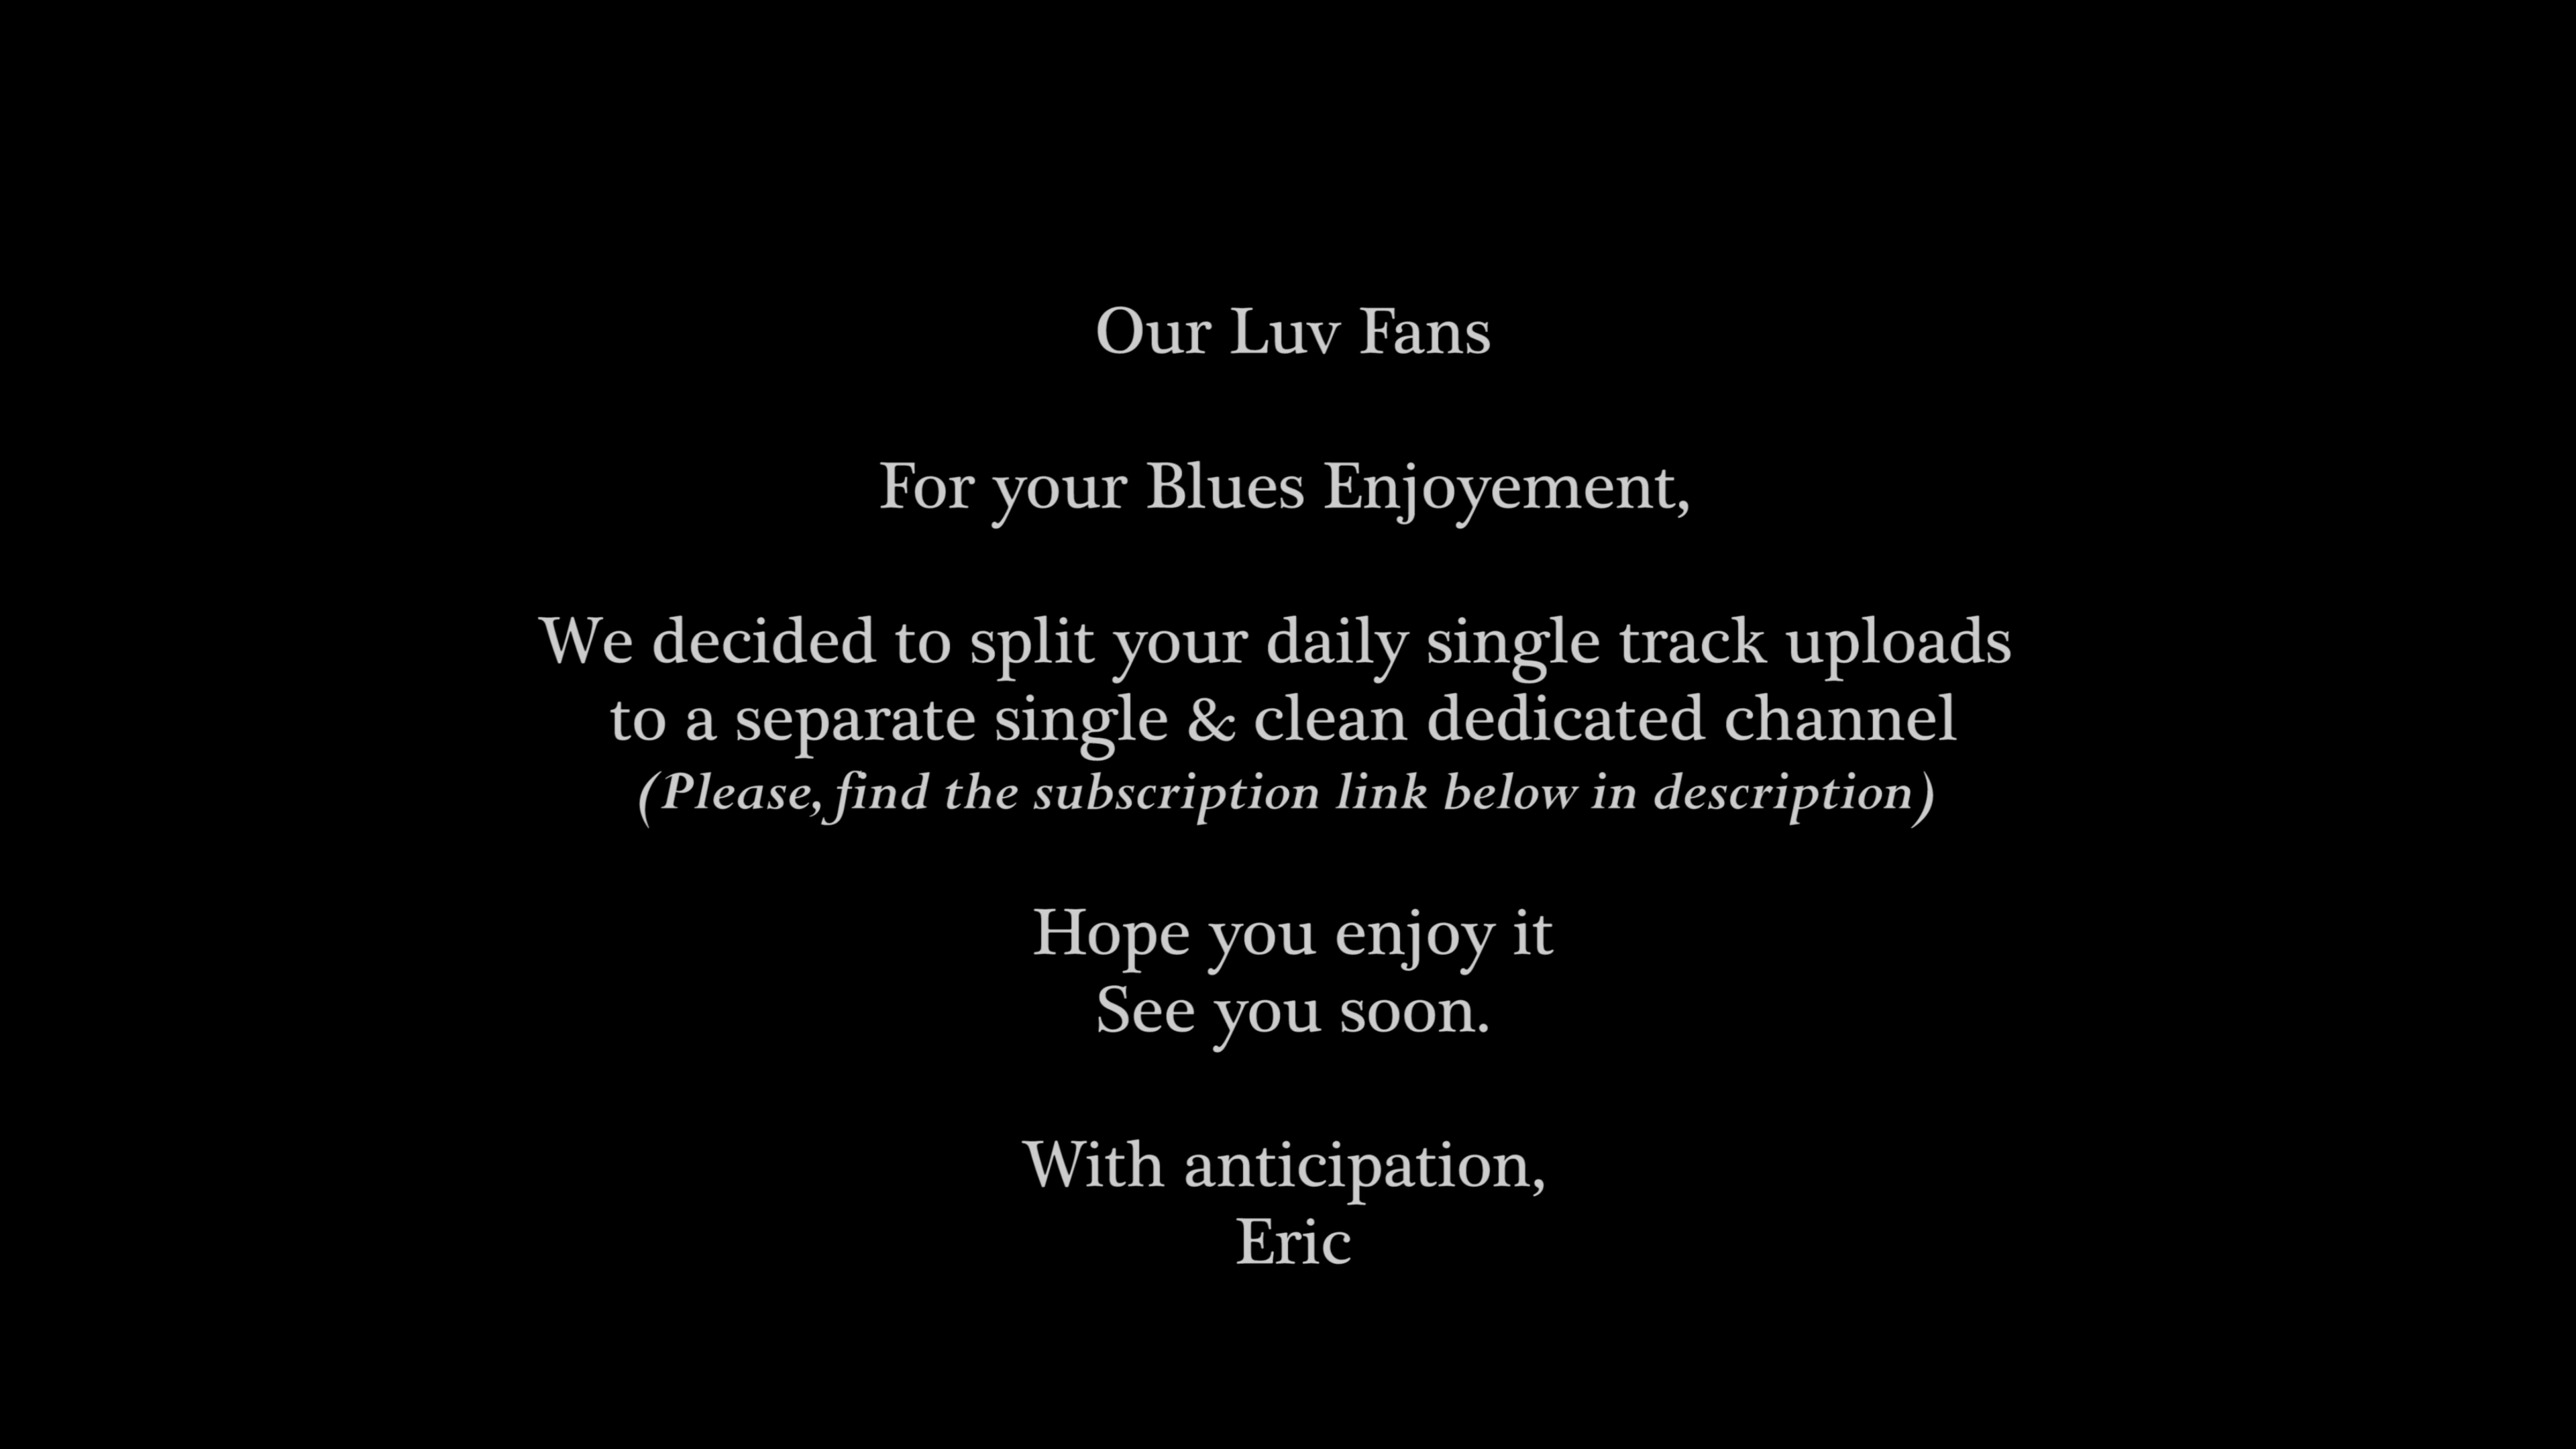 Our Luv Fans
For your Blues Enjoyement,
We decided to split your daily single track uploads
to a separate single & clean dedicated channel
(Please, find the subscription link below in description)
Hope you enjoy it
See you soon.
With anticipation,
Eric